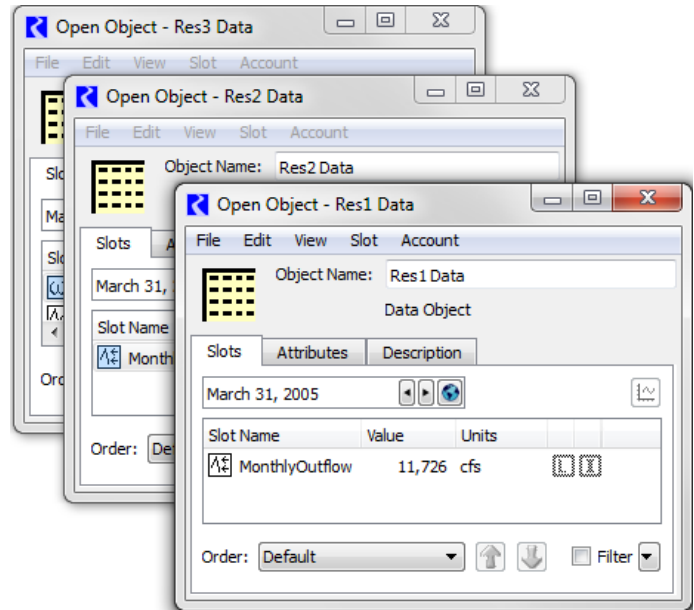 Open Object - Res3 Data
File Edit View Slot Account
Open Object - Res2 Data
File Edit View Slot Account
Object Name: Res2 Data
Slots
March 31,
Slot Name
Open Object - Res1 Data
File Edit View Slot Account
Object Name: Res1 Data
Data Object
Slots Attributes Description
March 31, 2005
Slot Name Value Units
MonthlyOutflow 11,726 cfs L I
Order: Default Filter
Order: